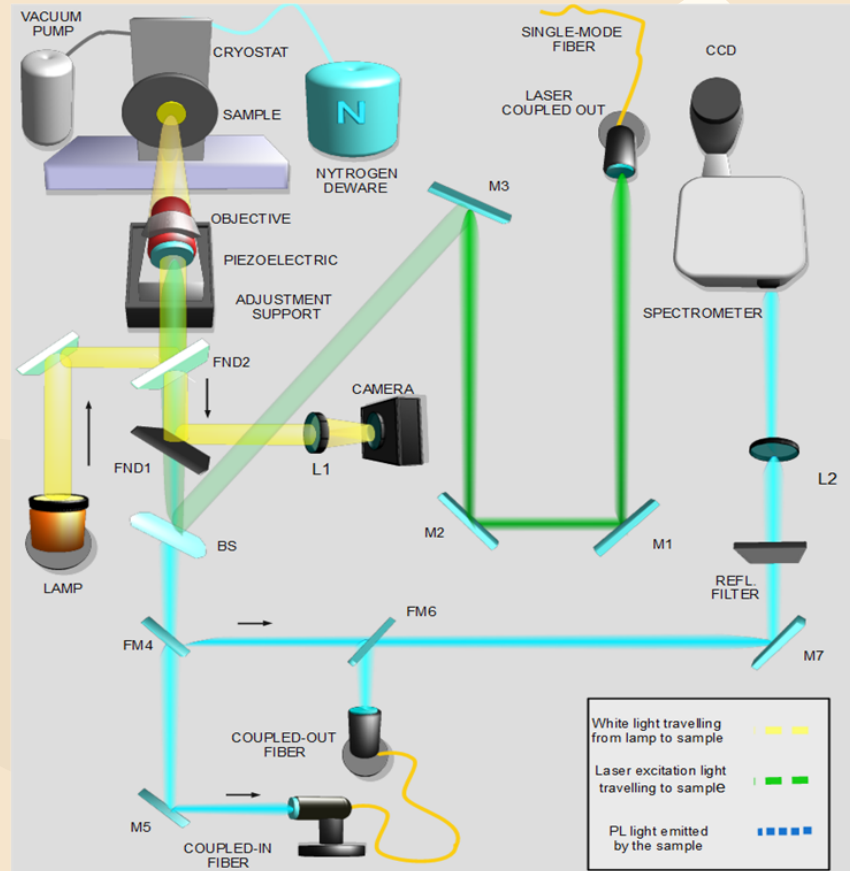 VACUUM
PUMP
CRYOSTAT
SAMPLE
N
NYTROGEN
DEWARE
SINGLE-MODE
FIBER
LASER
COUPLED OUT
CCD
M3
OBJECTIVE
PIEZOELECTRIC
ADJUSTMENT
SUPPORT
SPECTROMETER
FND2
CAMERA
FND1
L1
L2
BS
M2
M1
LAMP
REFL.
FILTER
FM4
FM6
M7
COUPLED-OUT
FIBER
M5
COUPLED-IN
FIBER
White light travelling
from lamp to sample
Laser excitation light
travelling to sample
PL light emitted
by the sample